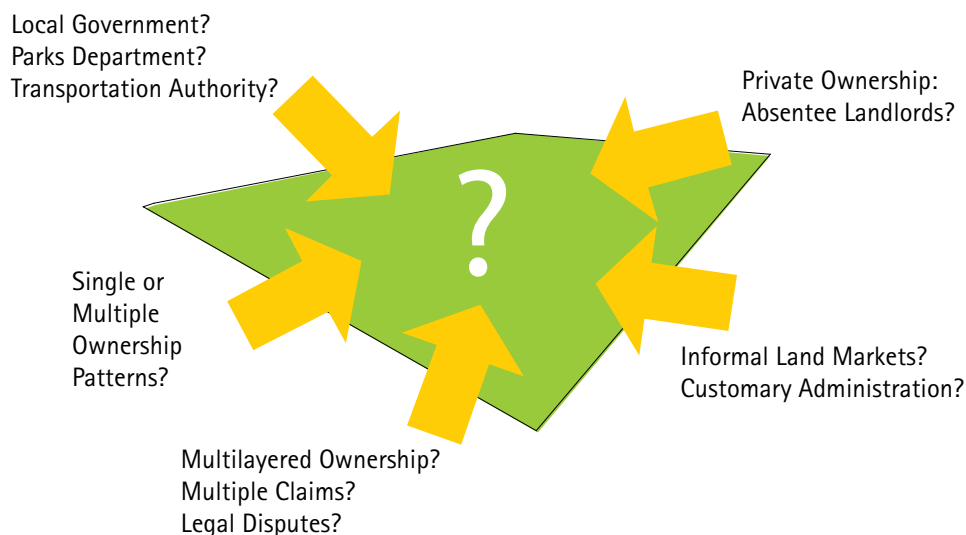 Local Government?
Parks Department?
Transportation Authority?
Private Ownership:
Absentee Landlords?
?
Single or
Multiple
Ownership
Patterns?
Informal Land Markets?
Customary Administration?
Multilayered Ownership?
Multiple Claims?
Legal Disputes?